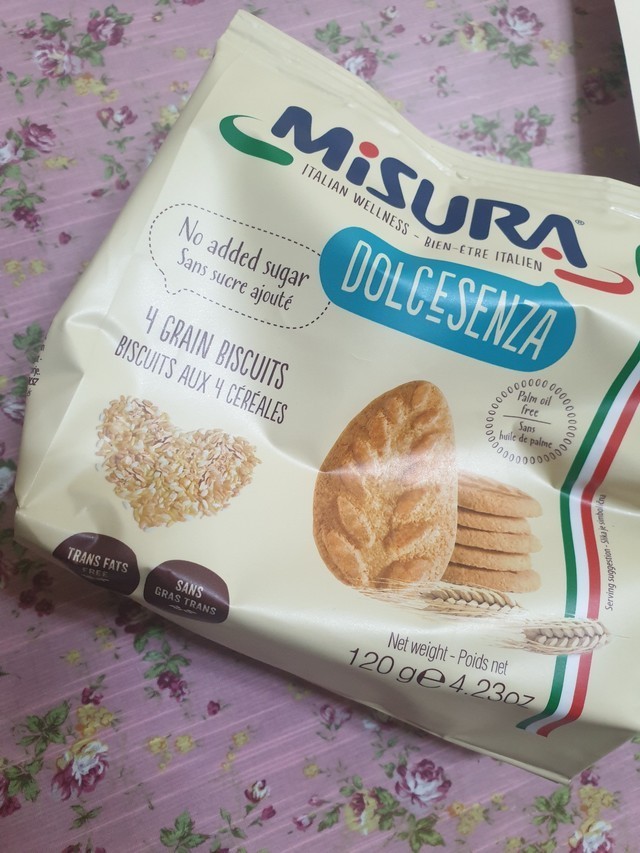 MiSURA®
ITALIAN WELLNESS - BIEN-ÊTRE ITALIEN
DOLCESENZA
No added sugar
Sans sucre ajouté
4 GRAIN BISCUITS
BISCUITS AUX 4 CÉRÉALES
Palm oil
free
Sans
huile de palme
TRANS FATS
FREE
SANS
GRAS TRANS
Serving suggestion -
Net weight - Poids net
120 g e 4.23oz